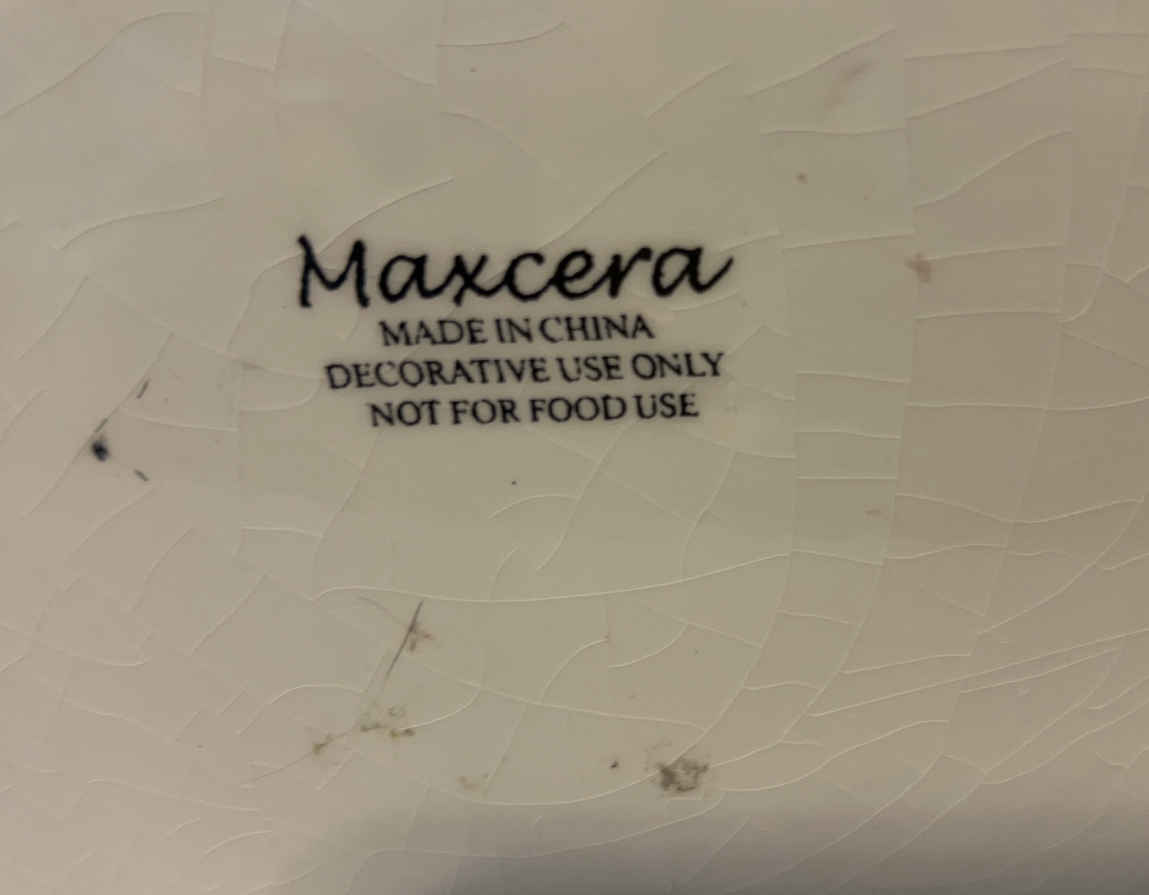 Maxcera
MADE IN CHINA
DECORATIVE USE ONLY
NOT FOR FOOD USE